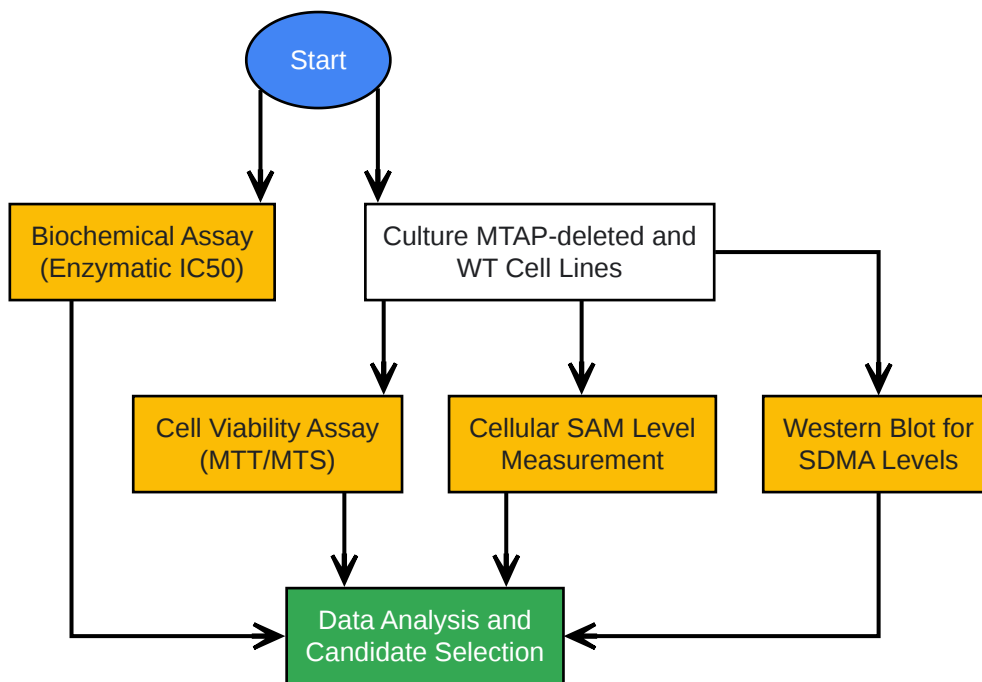 Start
Biochemical Assay
(Enzymatic IC50)
Culture MTAP-deleted and
WT Cell Lines
Cell Viability Assay
(MTT/MTS)
Cellular SAM Level
Measurement
Western Blot for
SDMA Levels
Data Analysis and
Candidate Selection